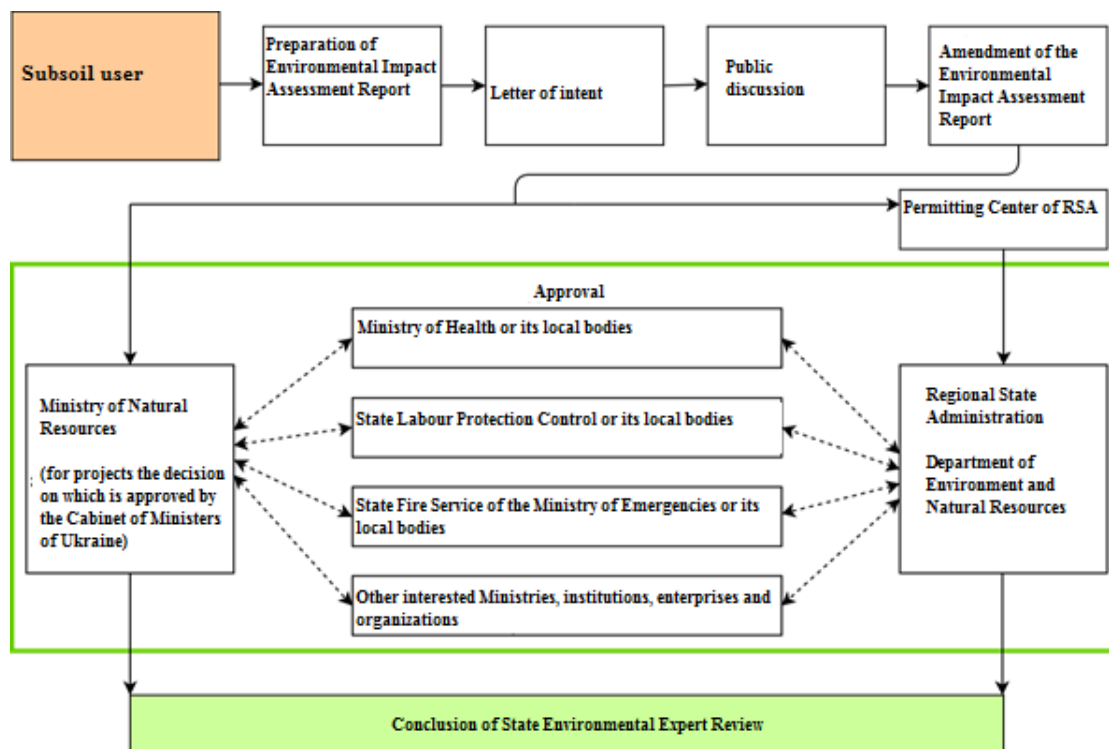 Subsoil user
Preparation of
Environmental Impact
Assessment Report
Letter of intent
Public
discussion
Amendment of the
Environmental
Impact Assessment
Report
Permitting Center of RSA
Approval
Ministry of Health or its local bodies
Ministry of Natural
Resources
(for projects the decision
on which is approved by
the Cabinet of Ministers
of Ukraine)
State Labour Protection Control or its local bodies
State Fire Service of the Ministry of Emergencies or its
local bodies
Other interested Ministries, institutions, enterprises and
organizations
Regional State
Administration
Department of
Environment and
Natural Resources
Conclusion of State Environmental Expert Review